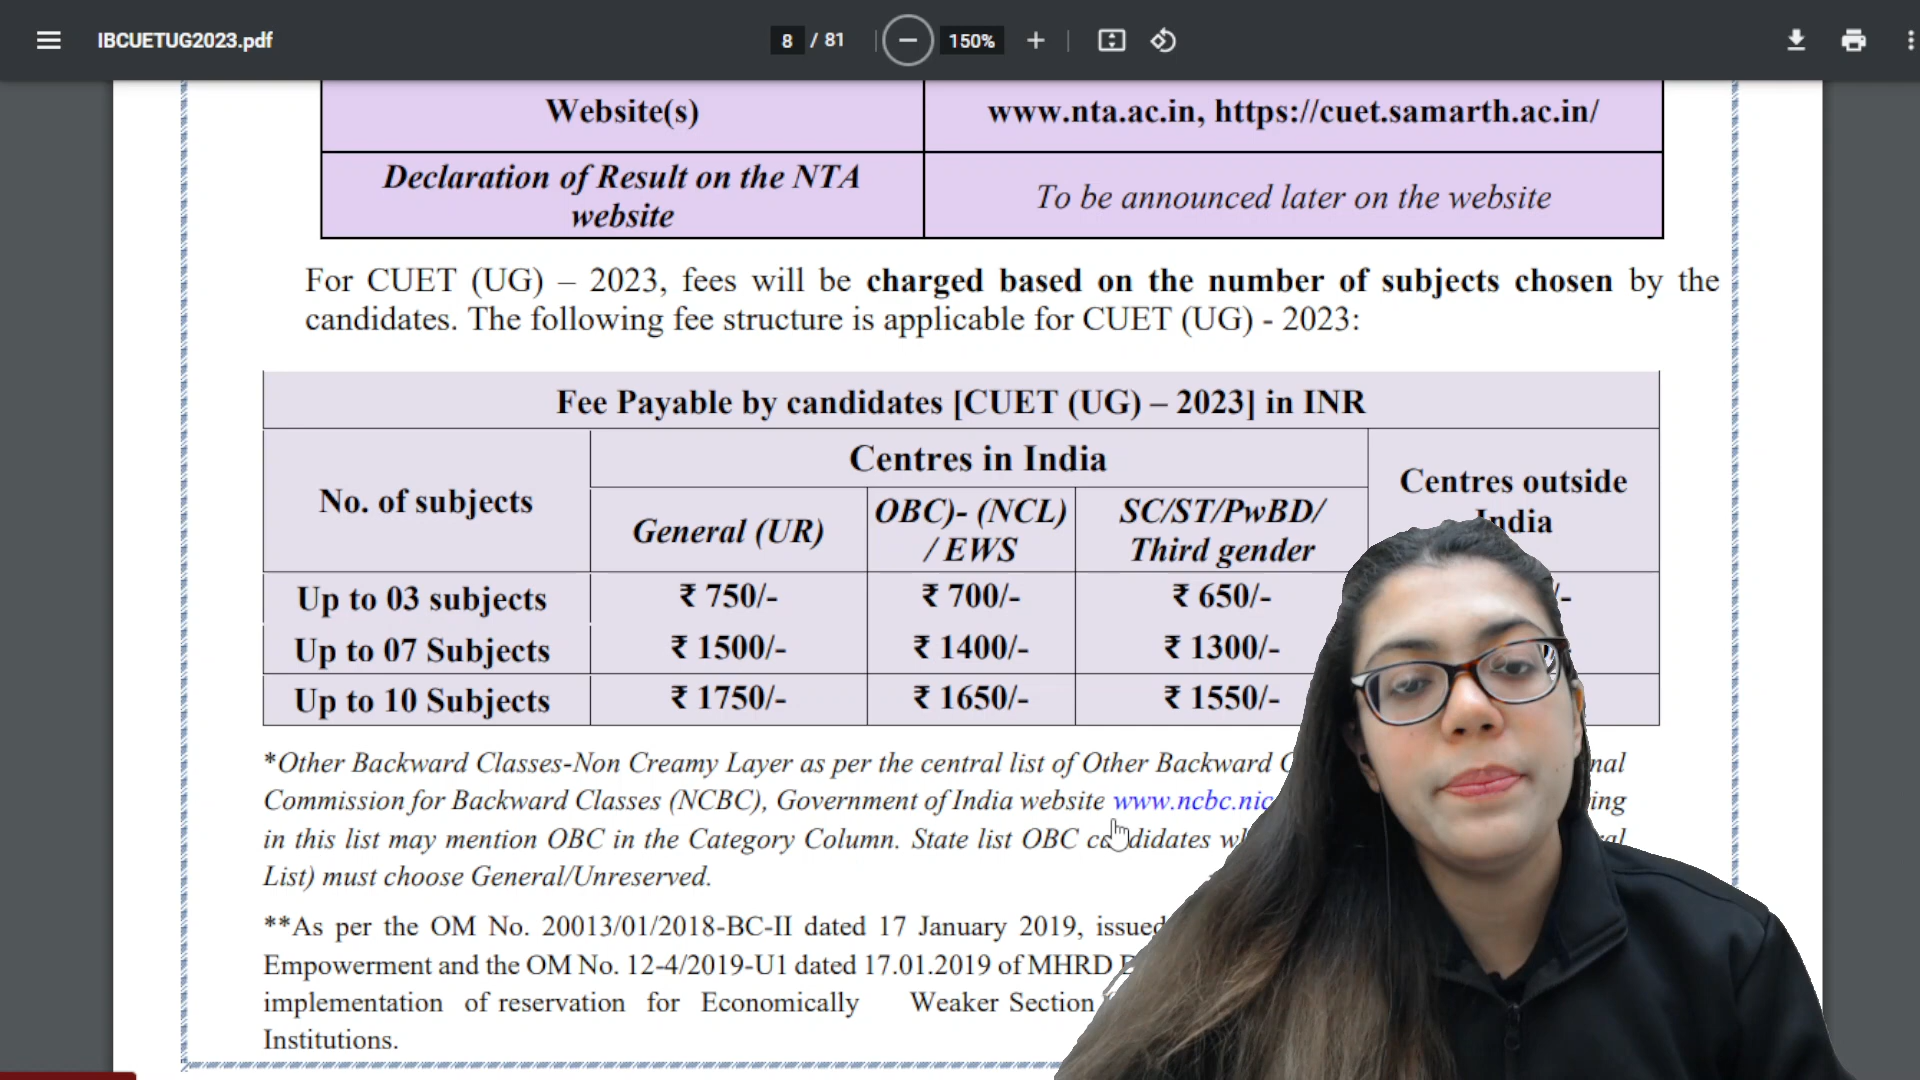 IBCUETUG2023.pdf
8 / 81
150%
Website(s)
www.nta.ac.in, https://cuet.samarth.ac.in/
Declaration of Result on the NTA
website
To be announced later on the website
For CUET (UG) – 2023, fees will be charged based on the number of subjects chosen by the
candidates. The following fee structure is applicable for CUET (UG) - 2023:
Fee Payable by candidates [CUET (UG) – 2023] in INR
No. of subjects
Centres in India
Centres outside
India
General (UR)
OBC)- (NCL)
/ EWS
SC/ST/PwBD/
Third gender
Up to 03 subjects ₹ 750/- ₹ 700/- ₹ 650/-
Up to 07 Subjects ₹ 1500/- ₹ 1400/- ₹ 1300/-
Up to 10 Subjects ₹ 1750/- ₹ 1650/- ₹ 1550/-
*Other Backward Classes-Non Creamy Layer as per the central list of Other Backward
Commission for Backward Classes (NCBC), Government of India website www.ncbc.nic
in this list may mention OBC in the Category Column. State list OBC candidates
List) must choose General/Unreserved.
**As per the OM No. 20013/01/2018-BC-II dated 17 January 2019, issued
Empowerment and the OM No. 12-4/2019-U1 dated 17.01.2019 of MHRD
implementation of reservation for Economically Weaker Section
Institutions.